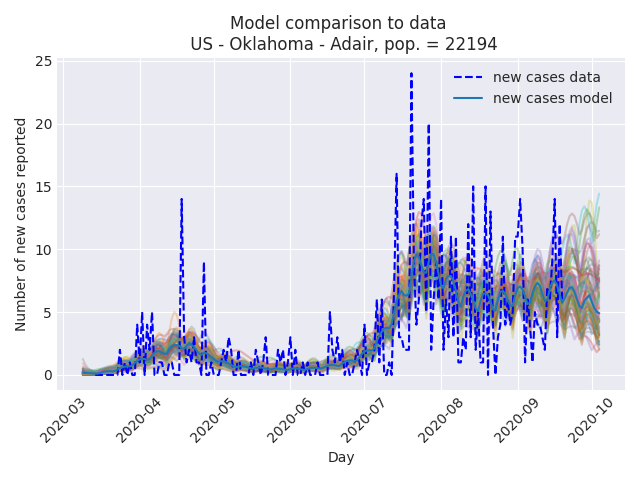 Model comparison to data
US - Oklahoma - Adair, pop. = 22194
new cases data
new cases model
Number of new cases reported
25
20
15
10
5
0
2020-03
2020-04
2020-05
2020-06
2020-07
2020-08
2020-09
2020-10
Day